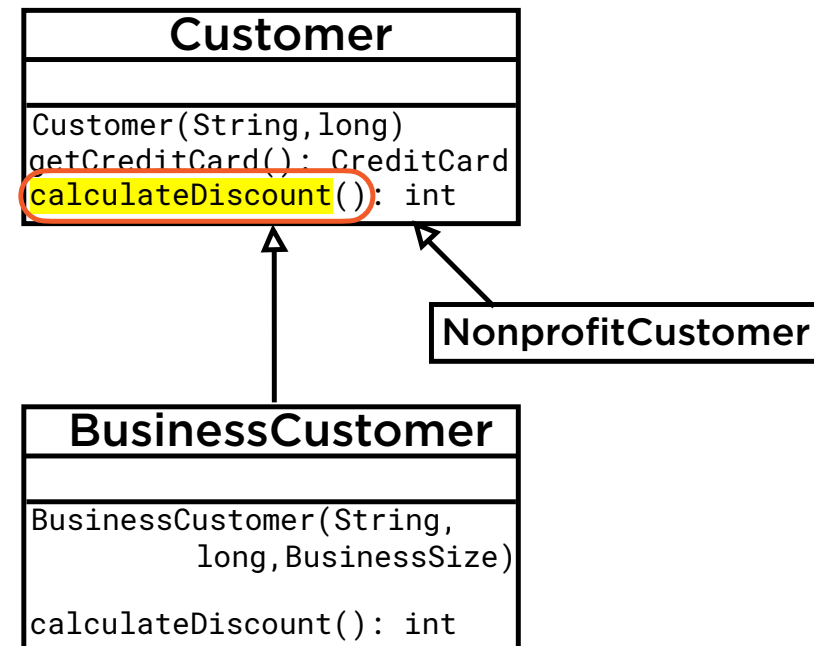 Customer
Customer(String,long)
getCreditCard(): CreditCard
calculateDiscount(): int
NonprofitCustomer
BusinessCustomer
BusinessCustomer(String,
long,BusinessSize)
calculateDiscount(): int